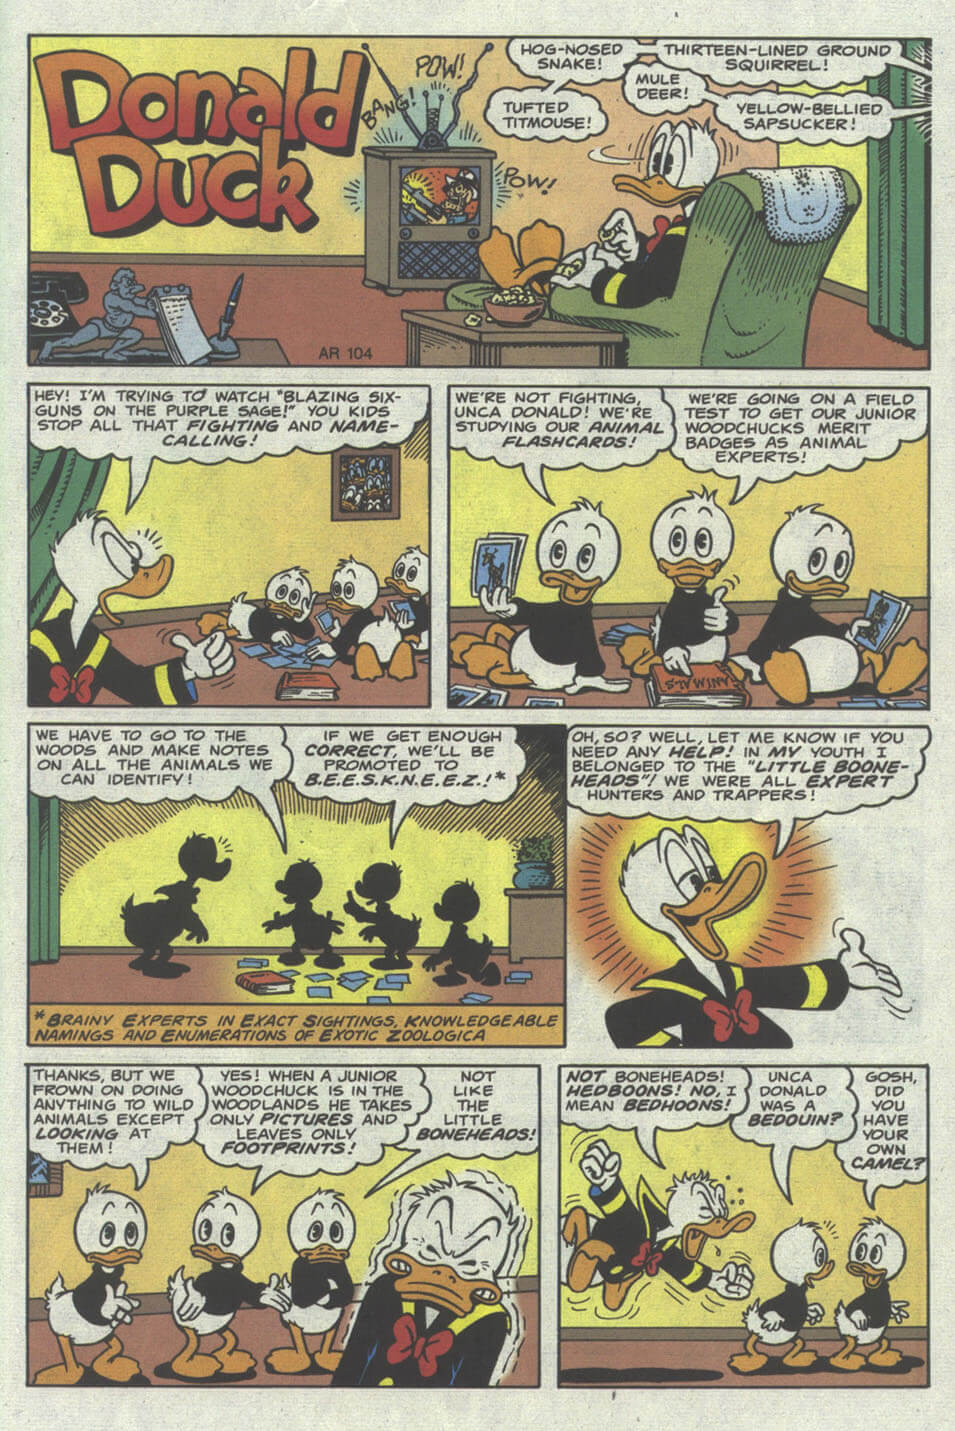 Donald
Duck
BANG!
POW!
HOG-NOSED
SNAKE!
THIRTEEN-LINED GROUND
SQUIRREL!
MULE
DEER!
TUFTED
TITMOUSE!
YELLOW-BELLIED
SAPSUCKER!
POW!
AR 104
HEY! I'M TRYING TO WATCH "BLAZING SIX-
GUNS ON THE PURPLE SAGE!" YOU KIDS
STOP ALL THAT FIGHTING AND NAME-
CALLING!
WE'RE NOT FIGHTING,
UNCA DONALD! WE'RE
STUDYING OUR ANIMAL
FLASHCARDS!
WE'RE GOING ON A FIELD
TEST TO GET OUR JUNIOR
WOODCHUCKS MERIT
BADGES AS ANIMAL
EXPERTS!
ANIMALS
WE HAVE TO GO TO THE
WOODS AND MAKE NOTES
ON ALL THE ANIMALS WE
CAN IDENTIFY!
IF WE GET ENOUGH
CORRECT, WE'LL BE
PROMOTED TO
B.E.E.S.K.N.E.E.Z.!*
*BRAINY EXPERTS IN EXACT SIGHTINGS, KNOWLEDGEABLE
NAMINGS AND ENUMERATIONS OF EXOTIC ZOOLOGICA
OH, SO? WELL, LET ME KNOW IF YOU
NEED ANY HELP! IN MY YOUTH I
BELONGED TO THE "LITTLE BOONE-
HEADS"! WE WERE ALL EXPERT
HUNTERS AND TRAPPERS!
THANKS, BUT WE
FROWN ON DOING
ANYTHING TO WILD
ANIMALS EXCEPT
LOOKING AT
THEM!
YES! WHEN A JUNIOR
WOODCHUCK IS IN THE
WOODLANDS HE TAKES
ONLY PICTURES AND
LEAVES ONLY
FOOTPRINTS!
NOT
LIKE
THE
LITTLE
BONEHEADS!
NOT BONEHEADS!
HEDBOONS! NO, I
MEAN BEDHOONS!
UNCA
DONALD
WAS A
BEDOUIN?
GOSH,
DID
YOU
HAVE
YOUR
OWN
CAMEL?